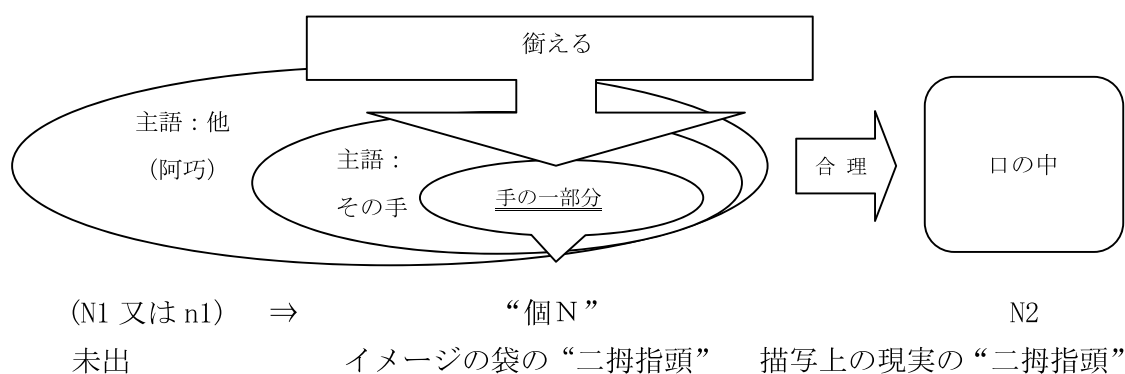 銜える
主語：他
（阿巧）
主語：
その手
手の一部分
合 理
口の中
(N1 又は n1)　⇒　“個Ｎ”　N2
未出　イメージの袋の “二拇指頭”　描写上の現実の “二拇指頭”